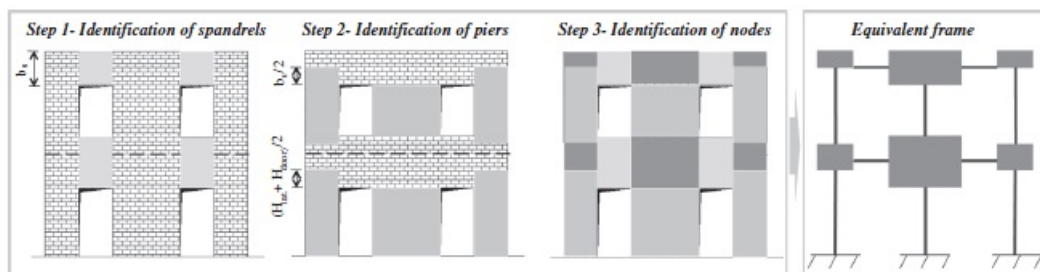 Step 1- Identification of spandrels
Step 2- Identification of piers
Step 3- Identification of nodes
Equivalent frame
bs
bs/2
(Hint. + Hdoor)/2